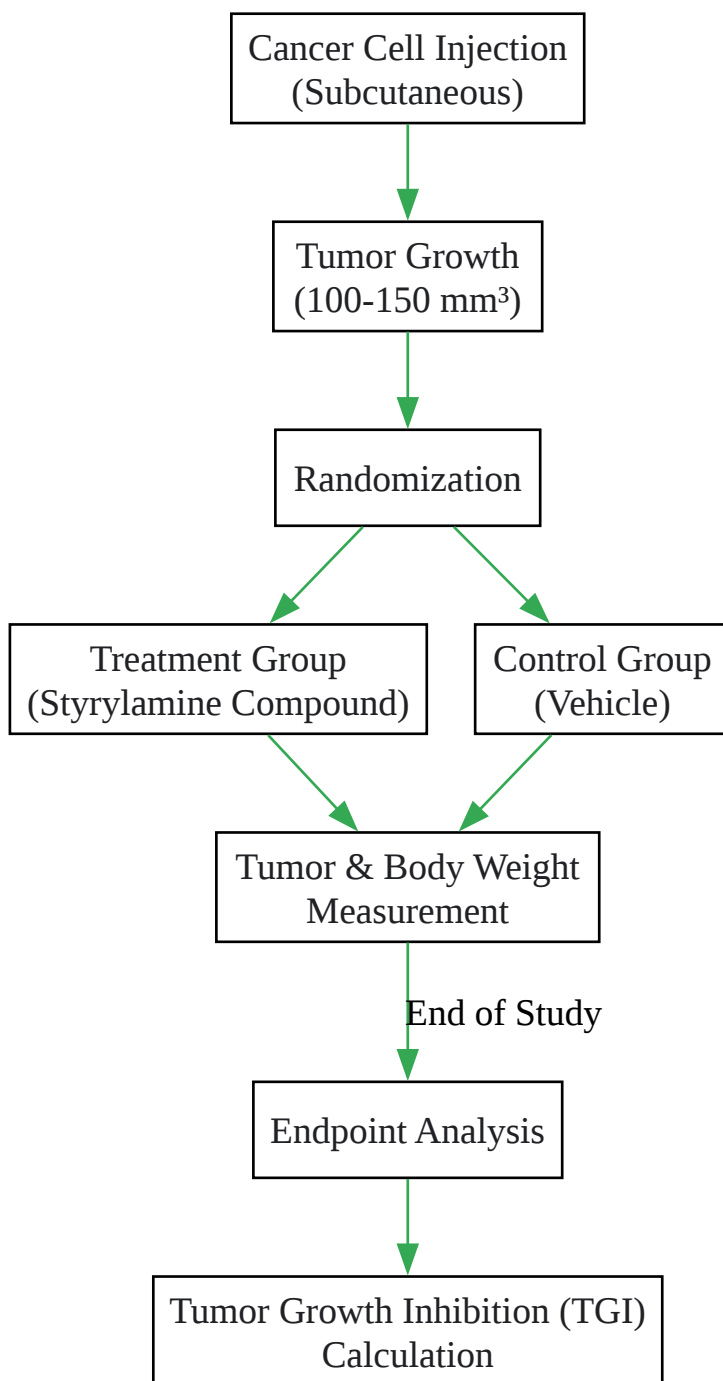 Cancer Cell Injection
(Subcutaneous)
Tumor Growth
(100-150 mm³)
Randomization
Treatment Group
(Styrylamine Compound)
Control Group
(Vehicle)
Tumor & Body Weight
Measurement
End of Study
Endpoint Analysis
Tumor Growth Inhibition (TGI)
Calculation